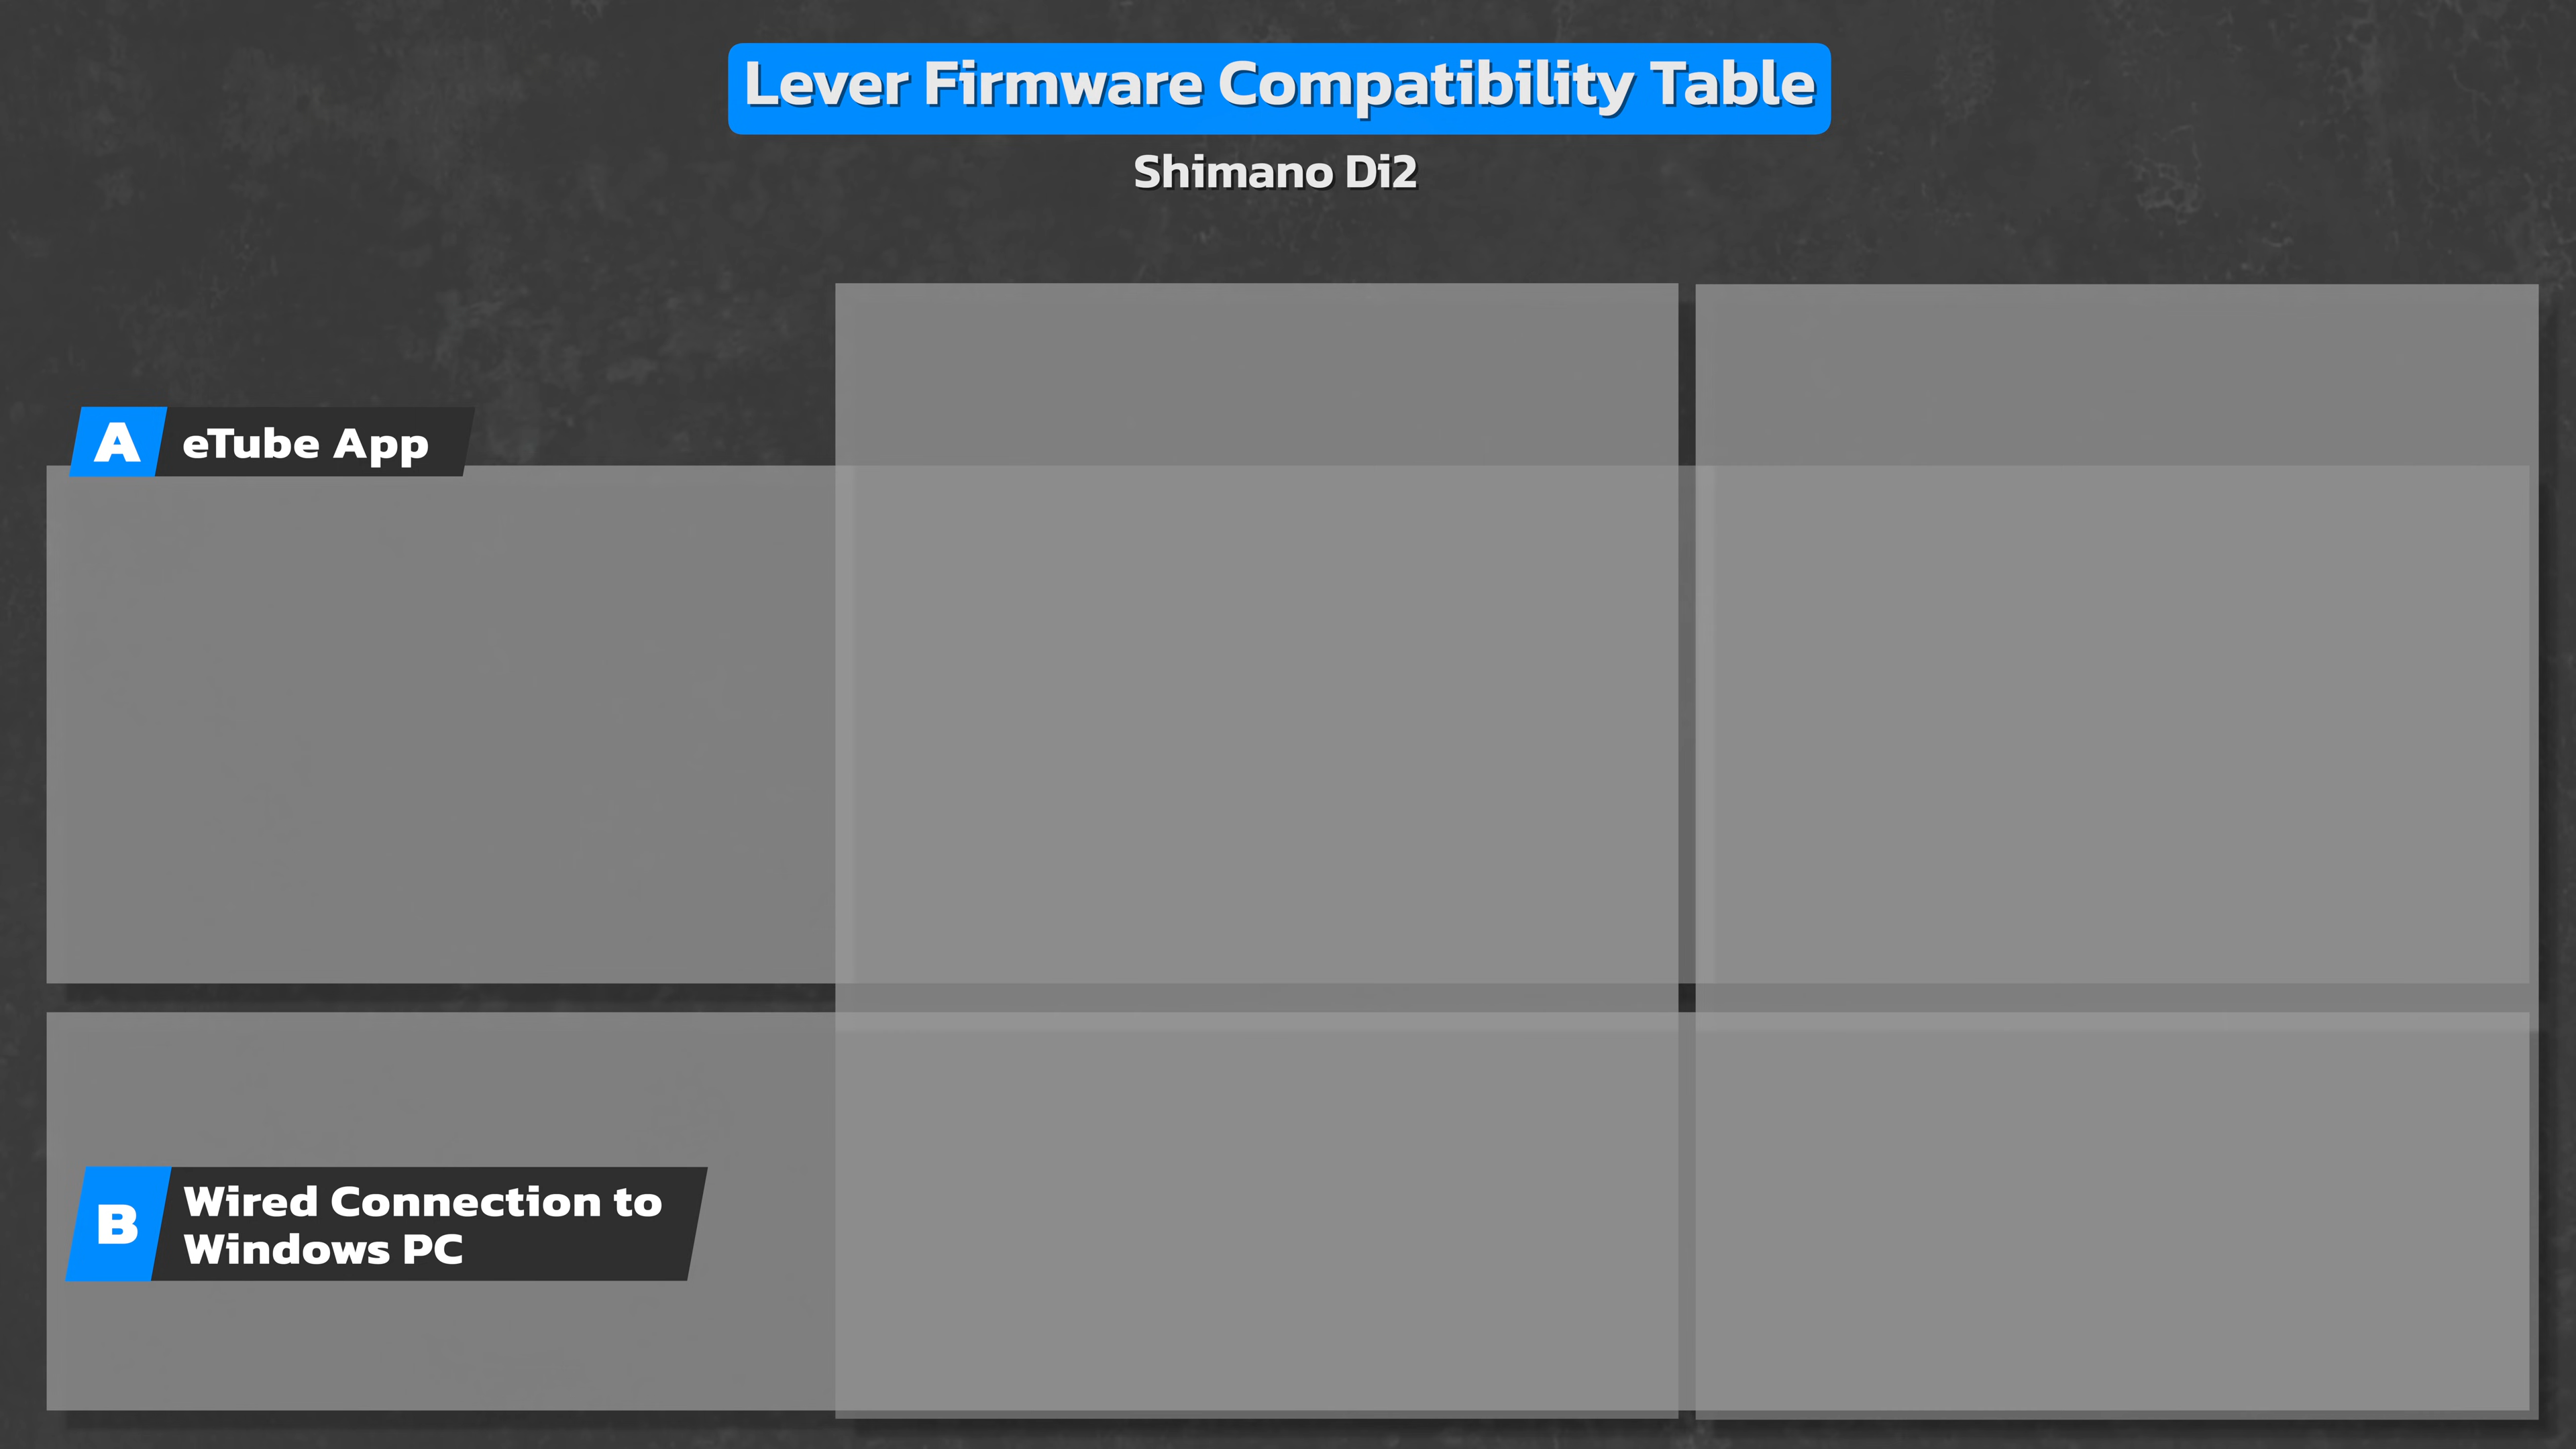 Lever Firmware Compatibility Table
Shimano Di2
A eTube App
B Wired Connection to
Windows PC